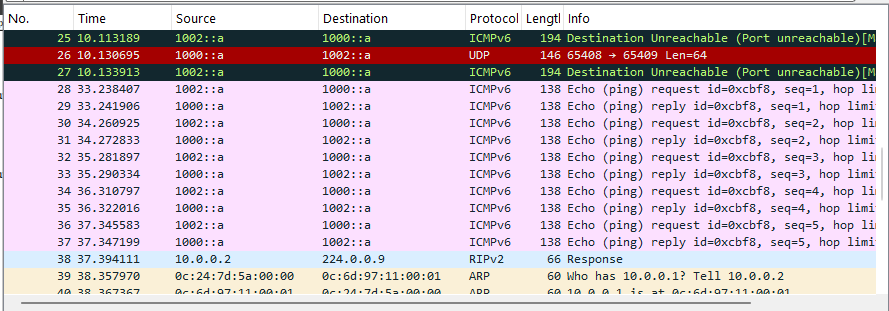 No. Time Source Destination Protocol Lengtl Info
25 10.113189 1002::a 1000::a ICMPv6 194 Destination Unreachable (Port unreachable)[M
26 10.130695 1000::a 1002::a UDP 146 65408 → 65409 Len=64
27 10.133913 1002::a 1000::a ICMPv6 194 Destination Unreachable (Port unreachable)[M
28 33.238407 1002::a 1000::a ICMPv6 138 Echo (ping) request id=0xcbf8, seq=1, hop lim
29 33.241906 1000::a 1002::a ICMPv6 138 Echo (ping) reply id=0xcbf8, seq=1, hop limit
30 34.260925 1002::a 1000::a ICMPv6 138 Echo (ping) request id=0xcbf8, seq=2, hop lim
31 34.272833 1000::a 1002::a ICMPv6 138 Echo (ping) reply id=0xcbf8, seq=2, hop limit
32 35.281897 1002::a 1000::a ICMPv6 138 Echo (ping) request id=0xcbf8, seq=3, hop lim
33 35.290334 1000::a 1002::a ICMPv6 138 Echo (ping) reply id=0xcbf8, seq=3, hop limit
34 36.310797 1002::a 1000::a ICMPv6 138 Echo (ping) request id=0xcbf8, seq=4, hop lim
35 36.322016 1000::a 1002::a ICMPv6 138 Echo (ping) reply id=0xcbf8, seq=4, hop limit
36 37.345583 1002::a 1000::a ICMPv6 138 Echo (ping) request id=0xcbf8, seq=5, hop lim
37 37.347199 1000::a 1002::a ICMPv6 138 Echo (ping) reply id=0xcbf8, seq=5, hop limit
38 37.394111 10.0.0.2 224.0.0.9 RIPv2 66 Response
39 38.357970 0c:24:7d:5a:00:00 0c:6d:97:11:00:01 ARP 60 Who has 10.0.0.1? Tell 10.0.0.2
40 38.367367 0c:6d:97:11:00:01 0c:24:7d:5a:00:00 ARP 60 10.0.0.1 is at 0c:6d:97:11:00:01